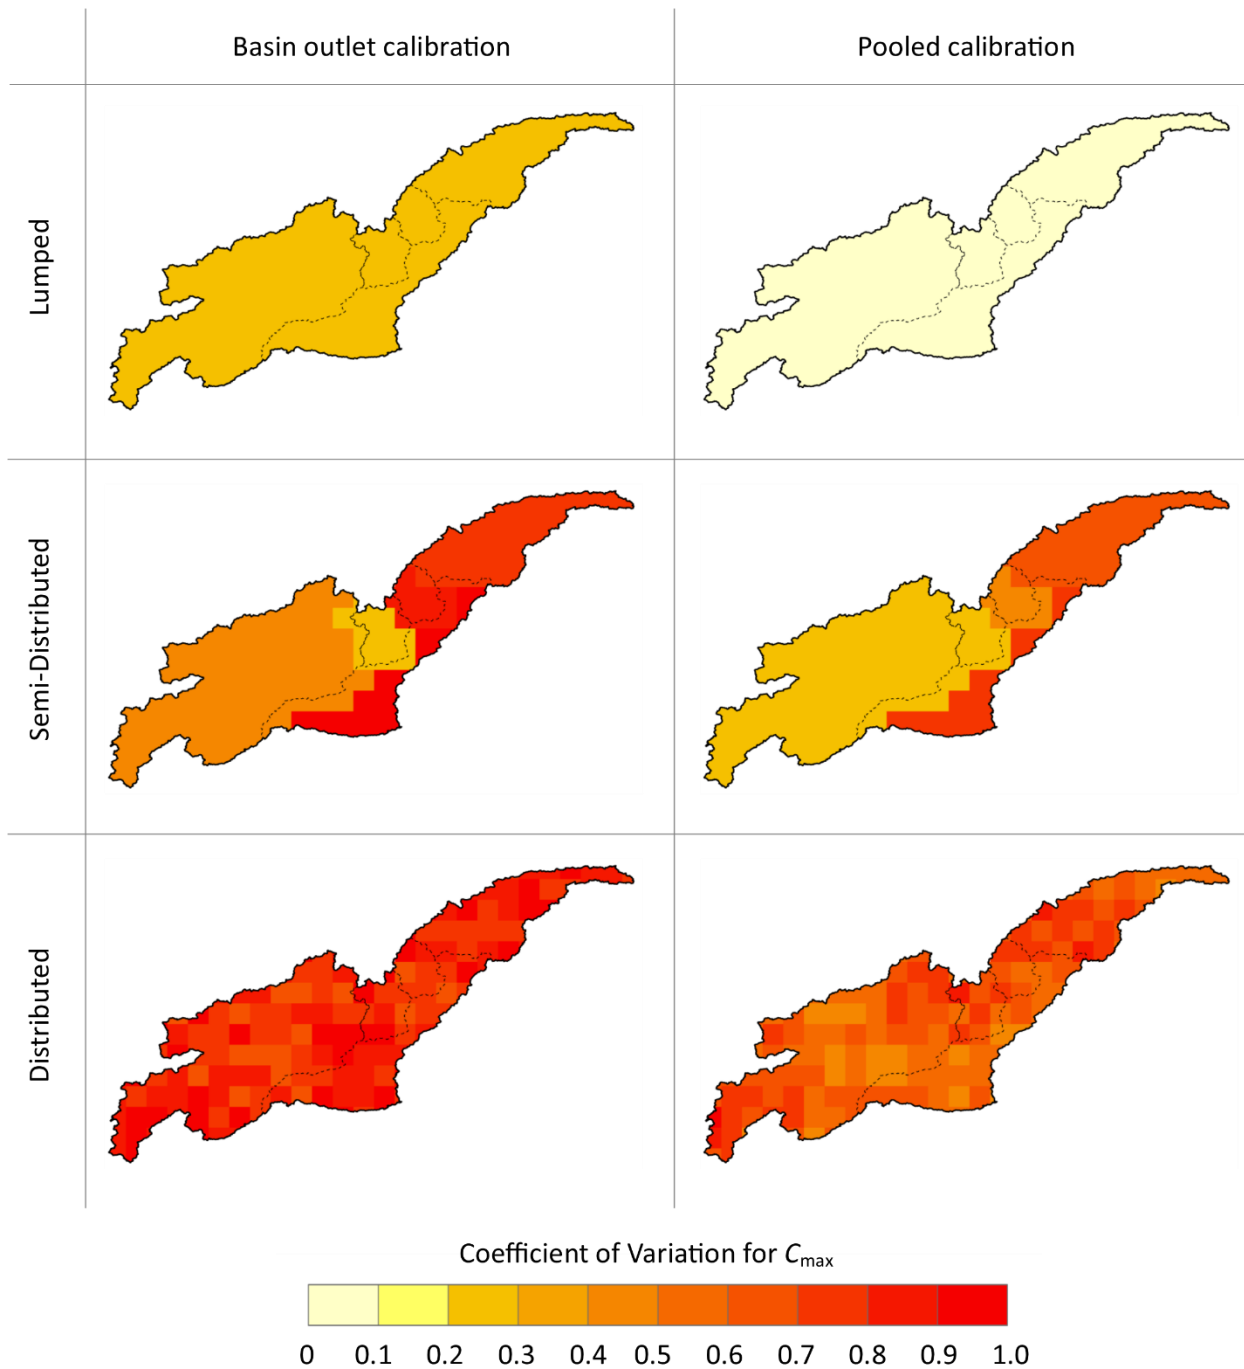 Basin outlet calibration
Pooled calibration
Lumped
Semi-Distributed
Distributed
Coefficient of Variation for Cmax
0 0.1 0.2 0.3 0.4 0.5 0.6 0.7 0.8 0.9 1.0